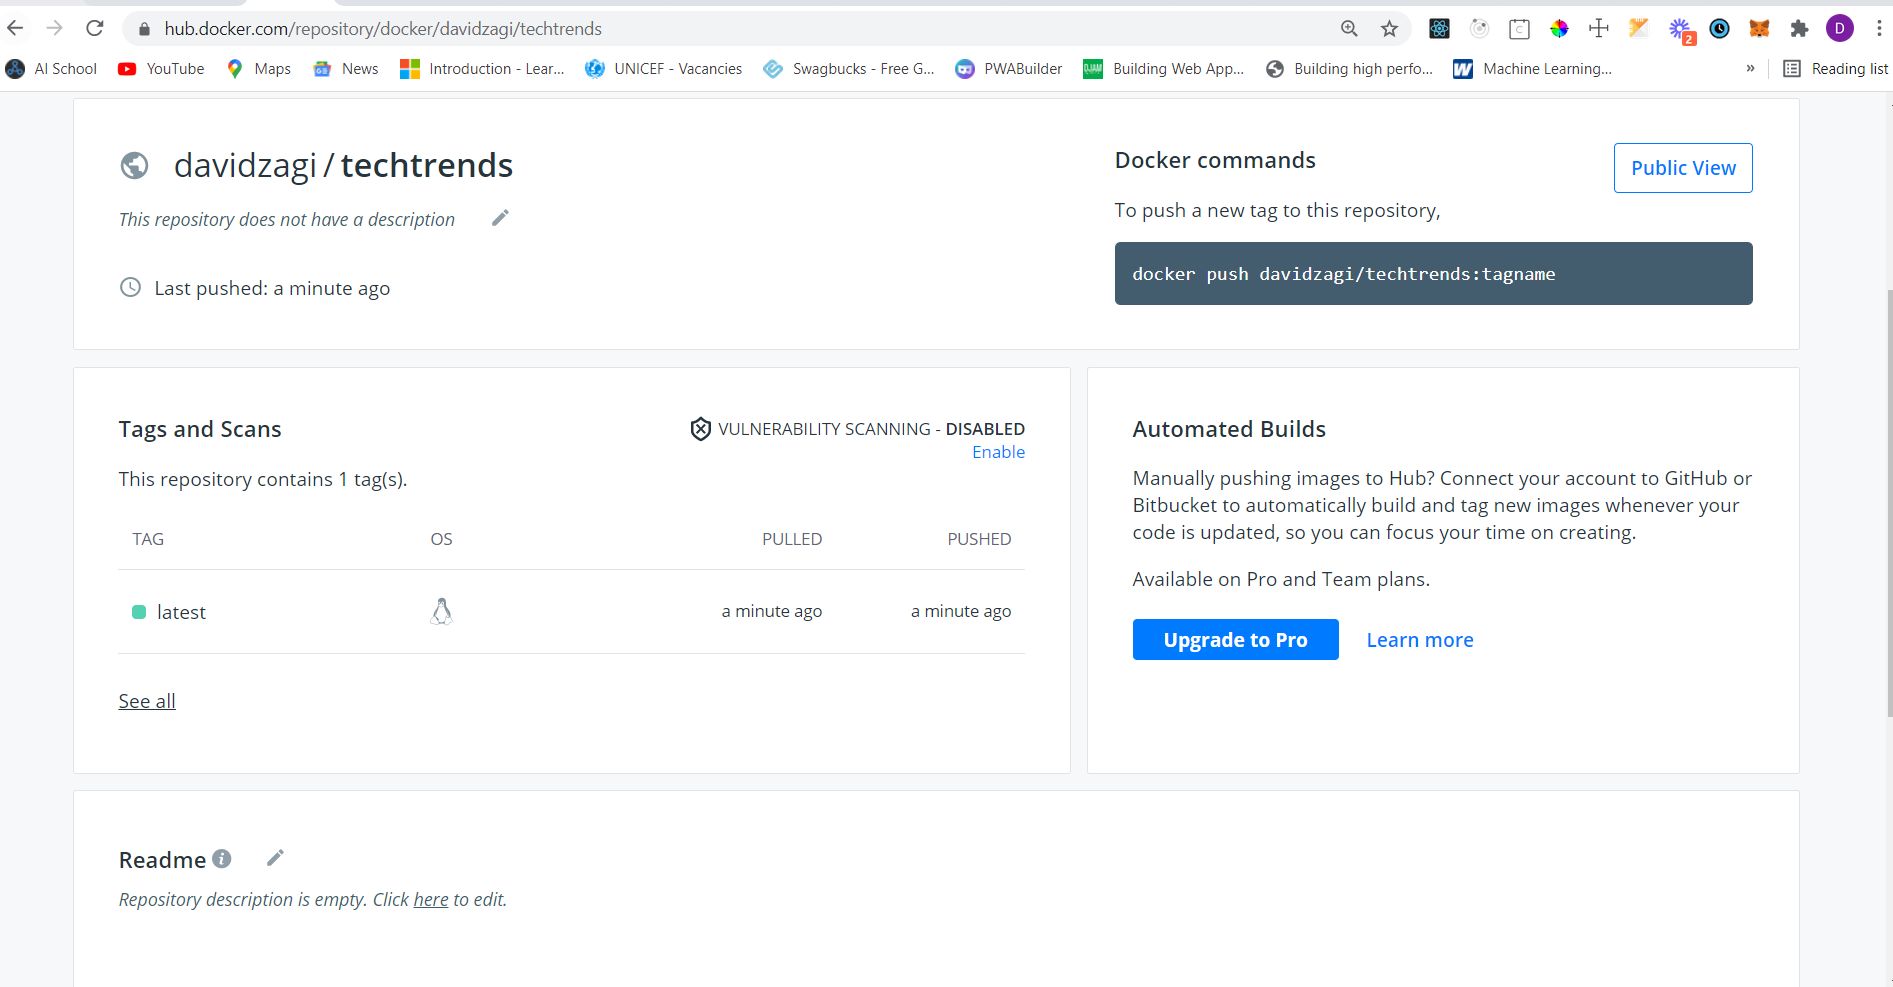 hub.docker.com/repository/docker/davidzagi/techtrends
D
2
AI School
YouTube
Maps
News
Introduction - Lear...
UNICEF - Vacancies
Swagbucks - Free G...
PWABuilder
Building Web App...
Building high perfo...
Machine Learning...
»
Reading list
davidzagi / techtrends
This repository does not have a description
Last pushed: a minute ago
Docker commands
Public View
To push a new tag to this repository,
docker push davidzagi/techtrends:tagname
Tags and Scans
VULNERABILITY SCANNING - DISABLED
Enable
This repository contains 1 tag(s).
TAG OS PULLED PUSHED
latest a minute ago a minute ago
See all
Automated Builds
Manually pushing images to Hub? Connect your account to GitHub or
Bitbucket to automatically build and tag new images whenever your
code is updated, so you can focus your time on creating.
Available on Pro and Team plans.
Upgrade to Pro Learn more
Readme
Repository description is empty. Click here to edit.